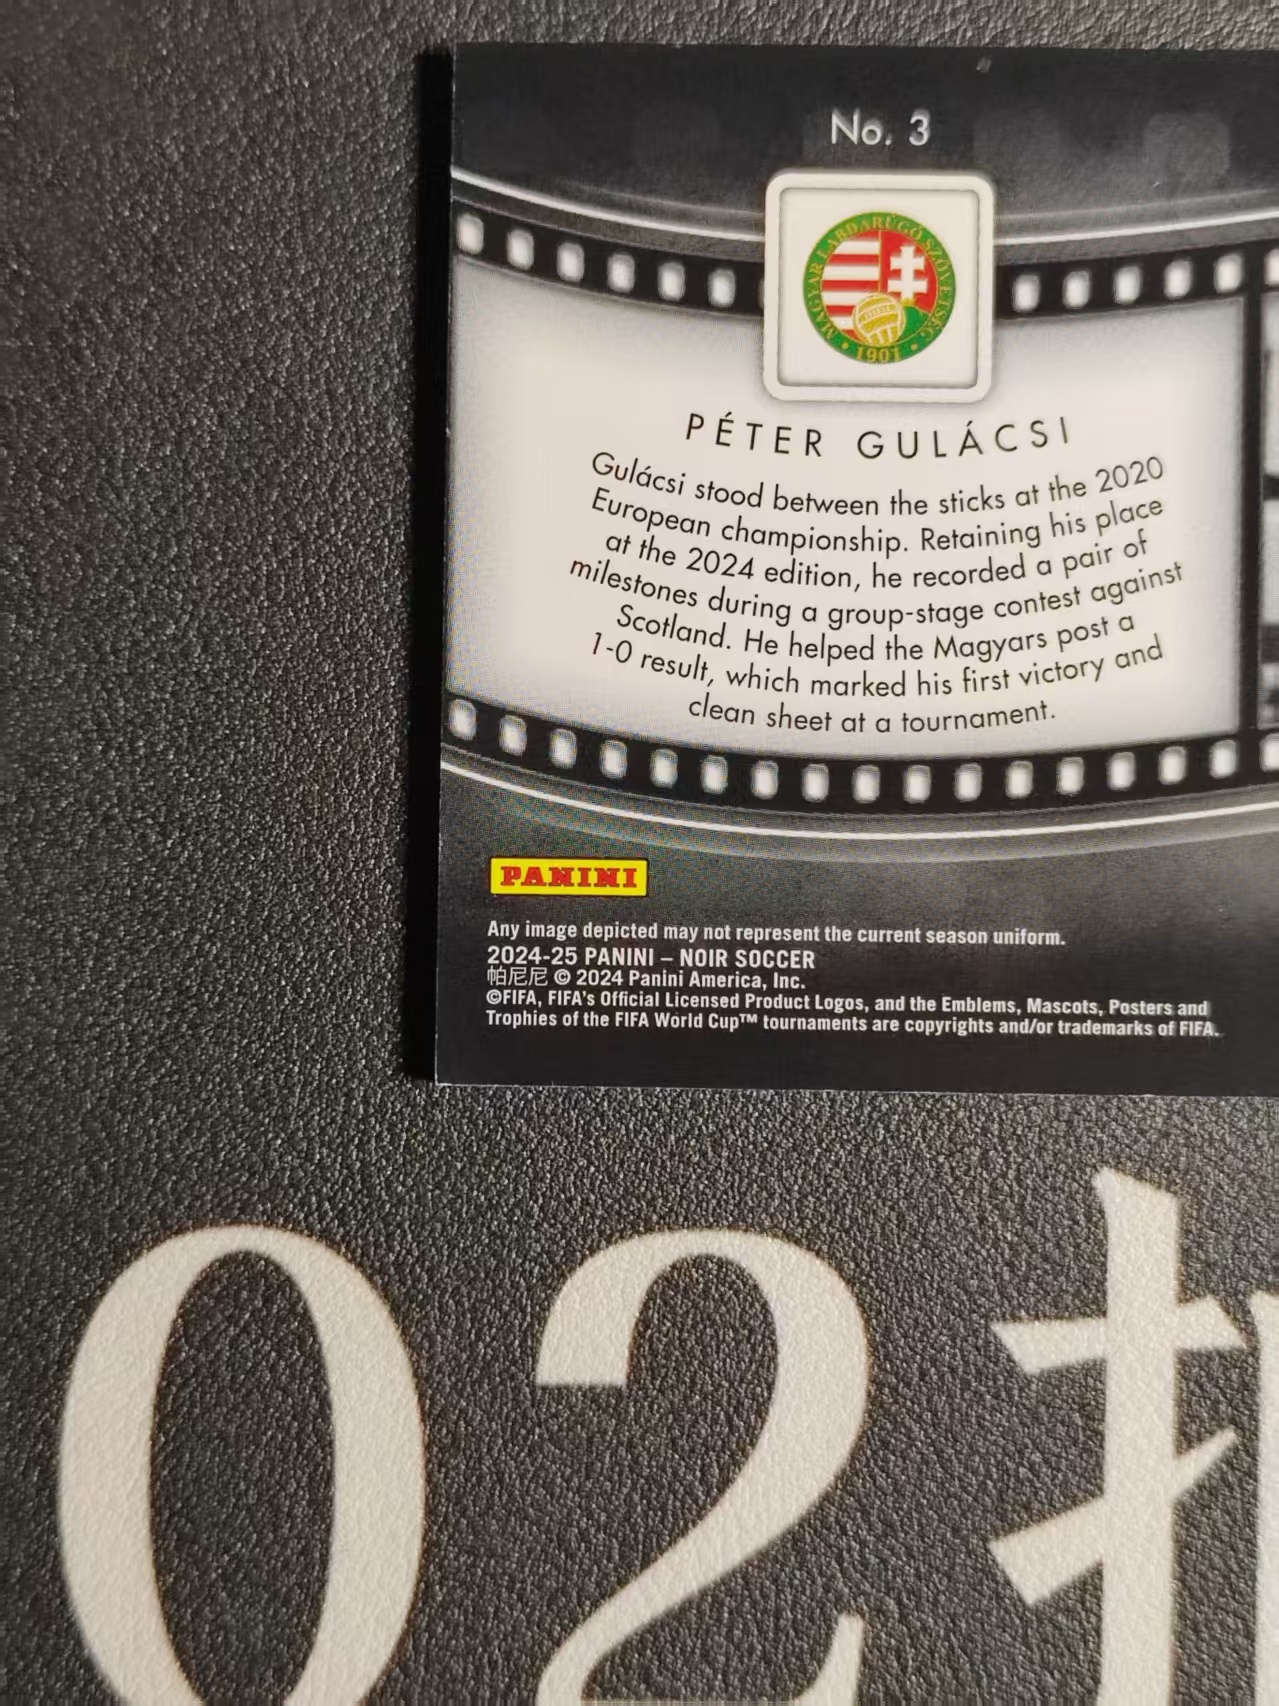 No. 3
MAGYAR LABDARÚGÓ SZÖVETSÉG
• 1901 •
PÉTER GULÁCSI
Gulácsi stood between the sticks at the 2020
European championship. Retaining his place
at the 2024 edition, he recorded a pair of
milestones during a group-stage contest against
Scotland. He helped the Magyars post a
1-0 result, which marked his first victory and
clean sheet at a tournament.
PANINI
Any image depicted may not represent the current season uniform.
2024-25 PANINI – NOIR SOCCER
帕尼尼 © 2024 Panini America, Inc.
©FIFA, FIFA's Official Licensed Product Logos, and the Emblems, Mascots, Posters and
Trophies of the FIFA World Cup™ tournaments are copyrights and/or trademarks of FIFA.
02